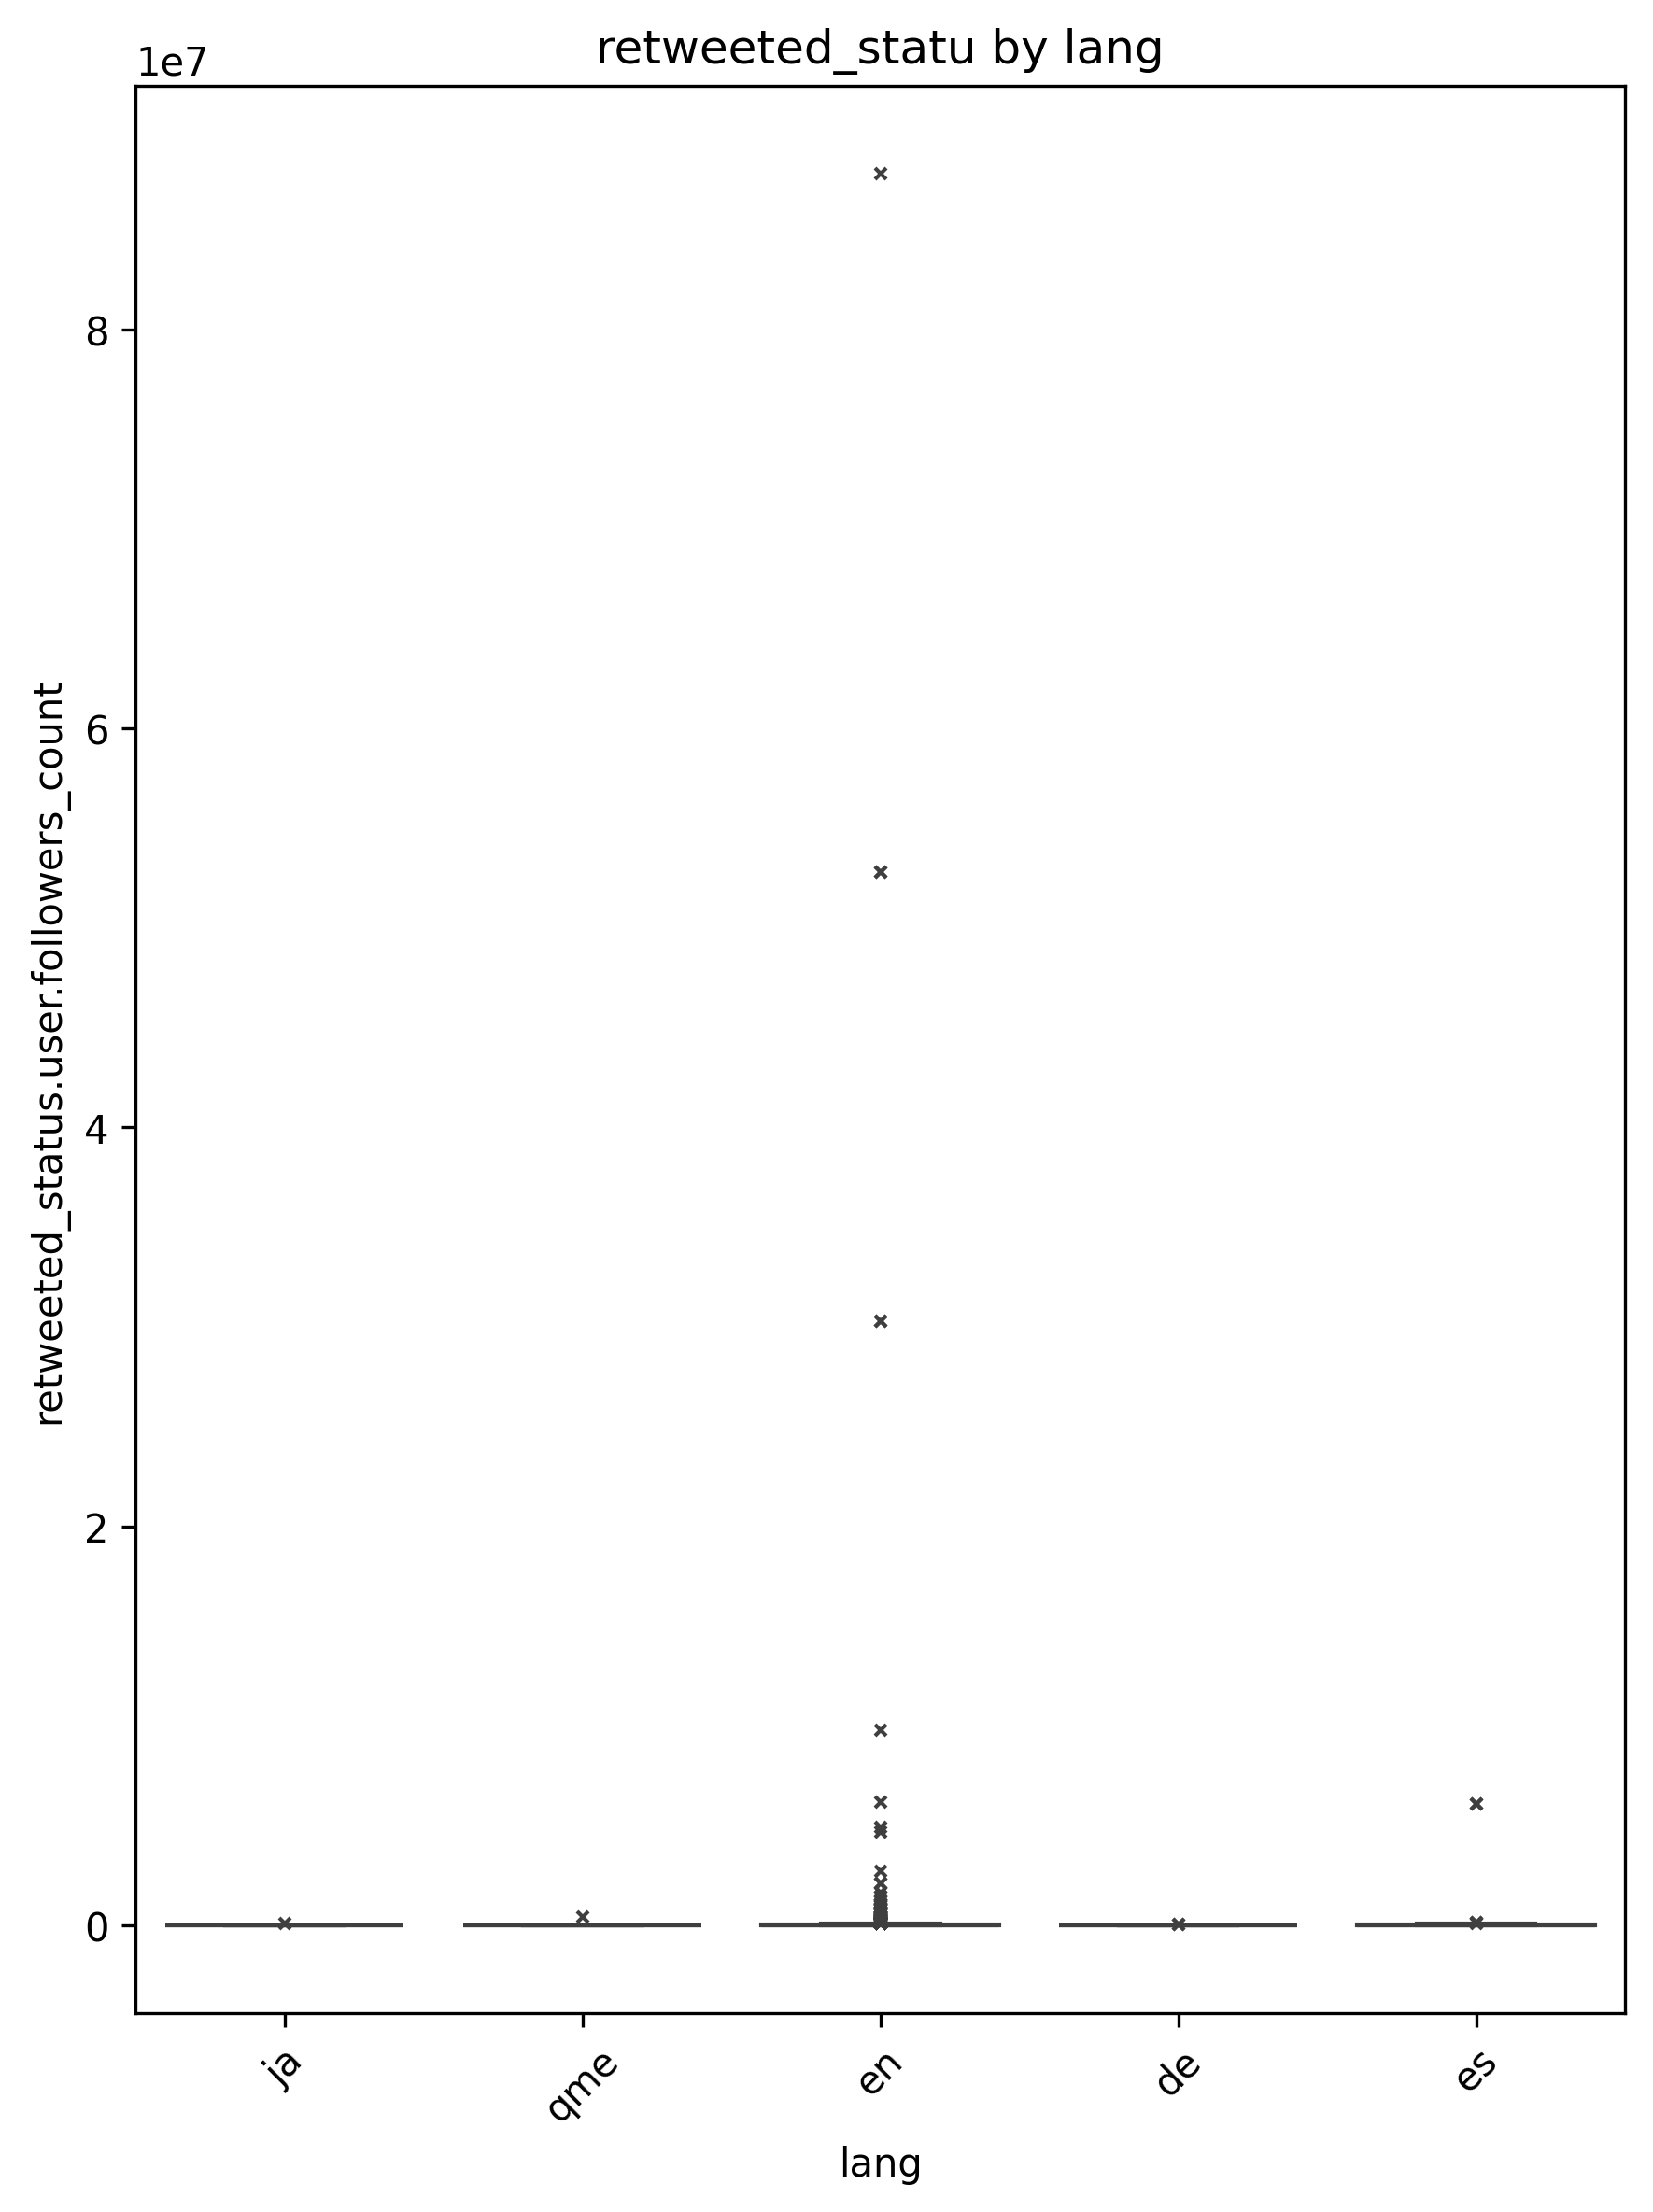 retweeted_statu by lang
1e7
8
6
4
2
0
retweeted_status.user.followers_count
ja
qme
en
de
es
lang